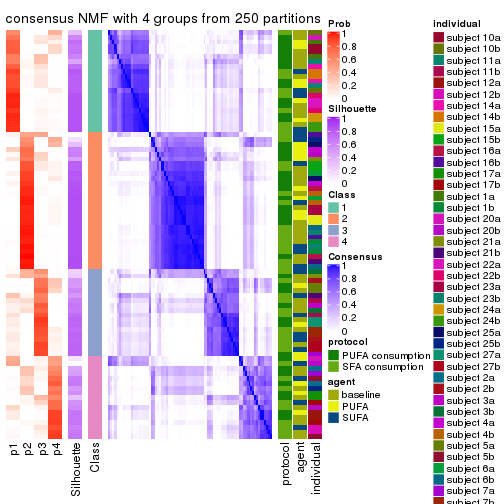 consensus NMF with 4 groups from 250 partitions
Prob
1
0.8
0.6
0.4
0.2
0
Silhouette
1
0.8
0.6
0.4
0.2
0
Class
1
2
3
4
Consensus
1
0.8
0.6
0.4
0.2
0
protocol
PUFA consumption
SFA consumption
agent
baseline
PUFA
SUFA
individual
subject 10a
subject 10b
subject 11a
subject 11b
subject 12a
subject 12b
subject 14a
subject 14b
subject 15a
subject 15b
subject 16a
subject 16b
subject 17a
subject 17b
subject 1a
subject 1b
subject 20a
subject 20b
subject 21a
subject 21b
subject 22a
subject 22b
subject 23a
subject 23b
subject 24a
subject 24b
subject 25a
subject 25b
subject 27a
subject 27b
subject 2a
subject 2b
subject 3a
subject 3b
subject 4a
subject 4b
subject 5a
subject 5b
subject 6a
subject 6b
subject 7a
subject 7b
p1
p2
p3
p4
Silhouette
Class
protocol
agent
individual